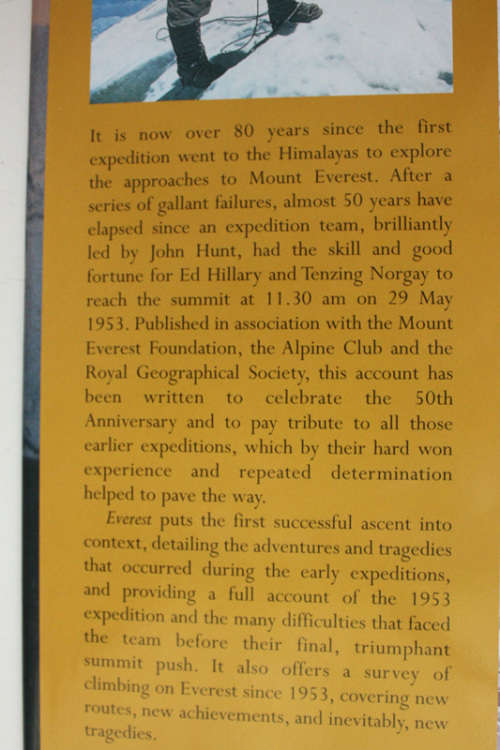 It is now over 80 years since the first
expedition went to the Himalayas to explore
the approaches to Mount Everest. After a
series of gallant failures, almost 50 years have
elapsed since an expedition team, brilliantly
led by John Hunt, had the skill and good
fortune for Ed Hillary and Tenzing Norgay to
reach the summit at 11.30 am on 29 May
1953. Published in association with the Mount
Everest Foundation, the Alpine Club and the
Royal Geographical Society, this account has
been written to celebrate the 50th
Anniversary and to pay tribute to all those
earlier expeditions, which by their hard won
experience and repeated determination
helped to pave the way.
Everest puts the first successful ascent into
context, detailing the adventures and tragedies
that occurred during the early expeditions,
and providing a full account of the 1953
expedition and the many difficulties that faced
the team before their final, triumphant
summit push. It also offers a survey of
climbing on Everest since 1953, covering new
routes, new achievements, and inevitably, new
tragedies.